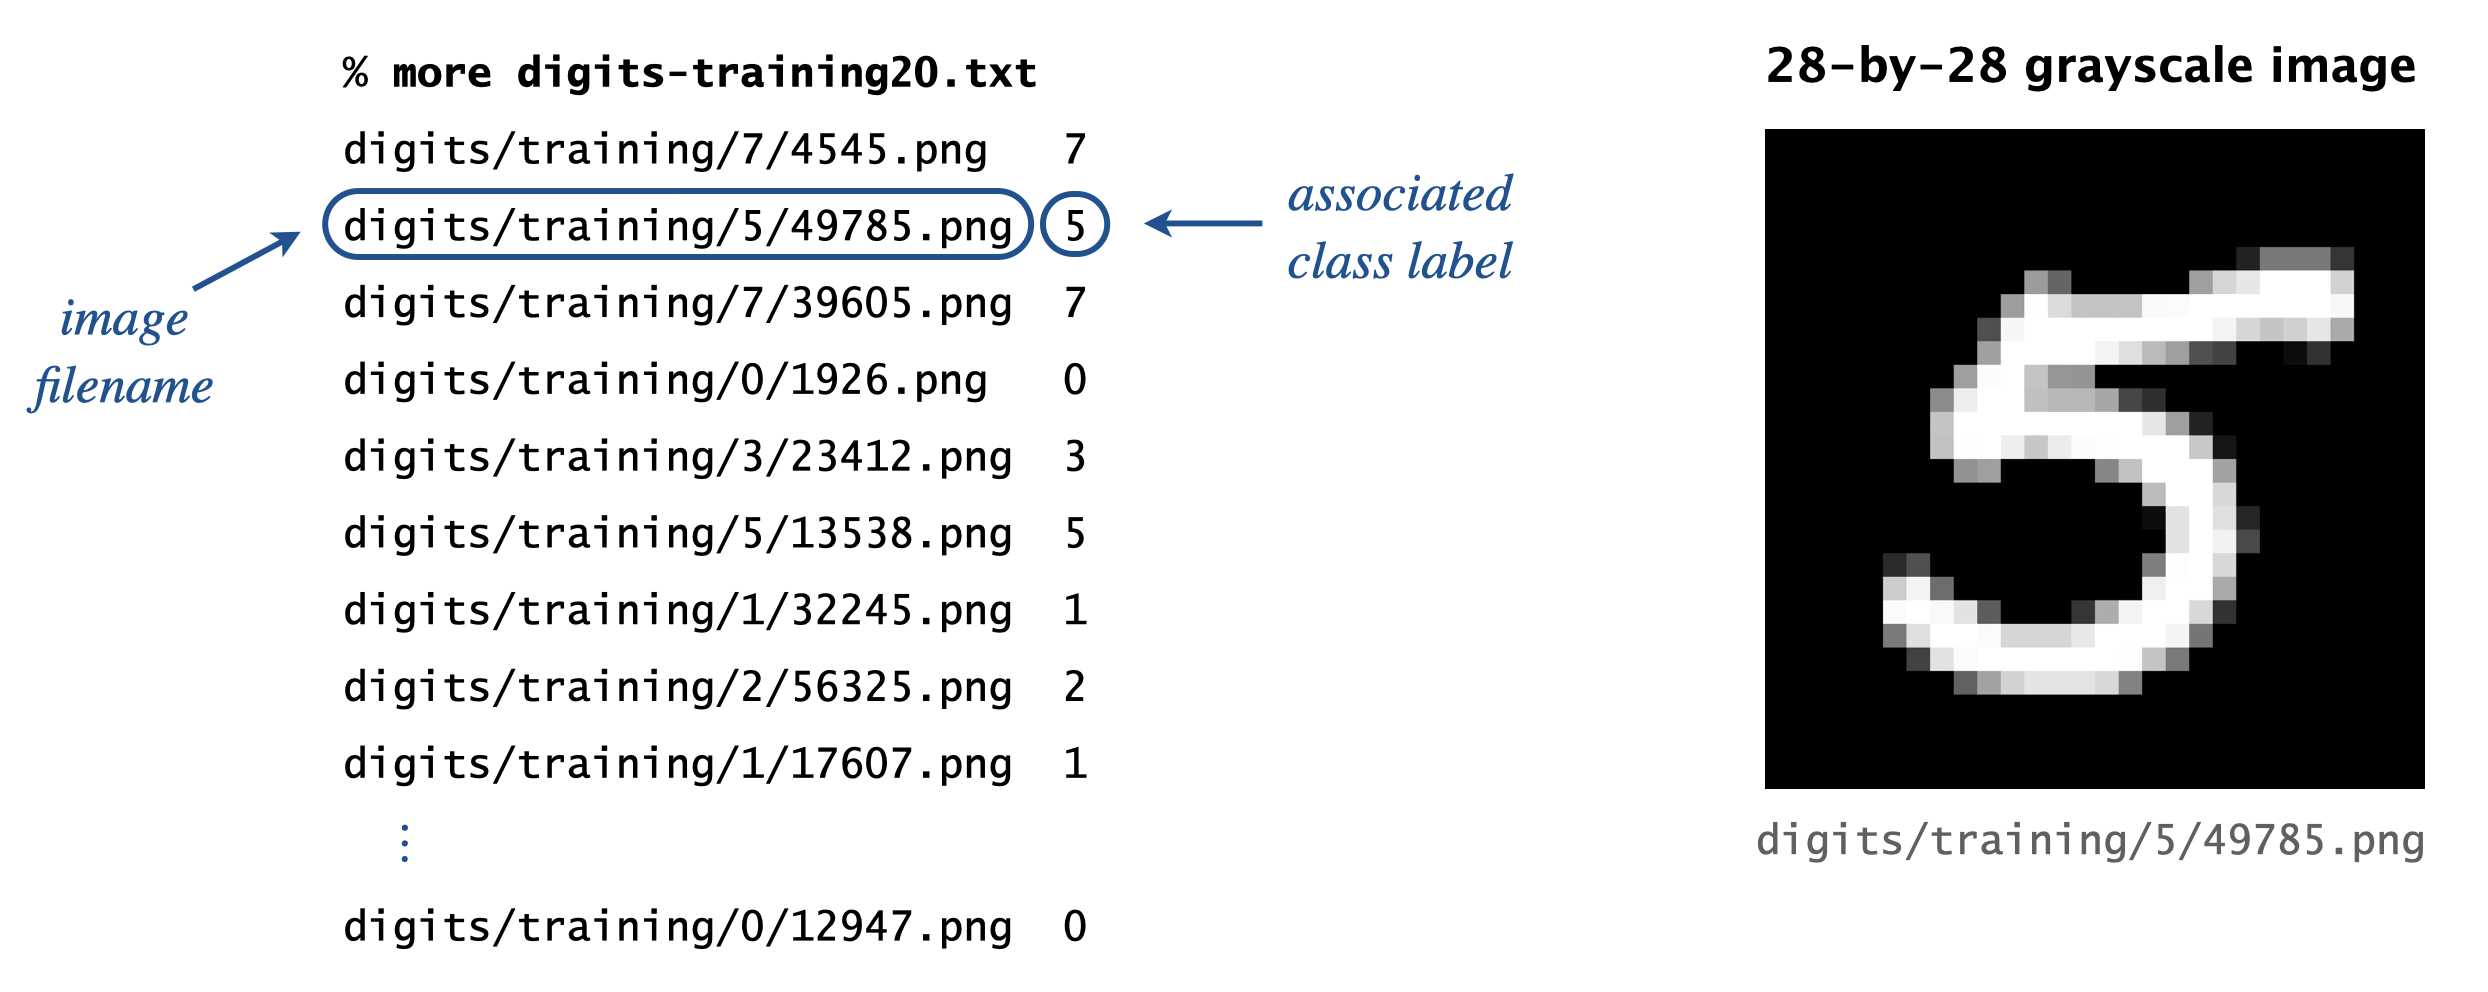 % more digits-training20.txt
digits/training/7/4545.png 7
digits/training/5/49785.png 5
digits/training/7/39605.png 7
digits/training/0/1926.png 0
digits/training/3/23412.png 3
digits/training/5/13538.png 5
digits/training/1/32245.png 1
digits/training/2/56325.png 2
digits/training/1/17607.png 1
⋮
digits/training/0/12947.png 0
image
filename
associated
class label
28-by-28 grayscale image
5
digits/training/5/49785.png